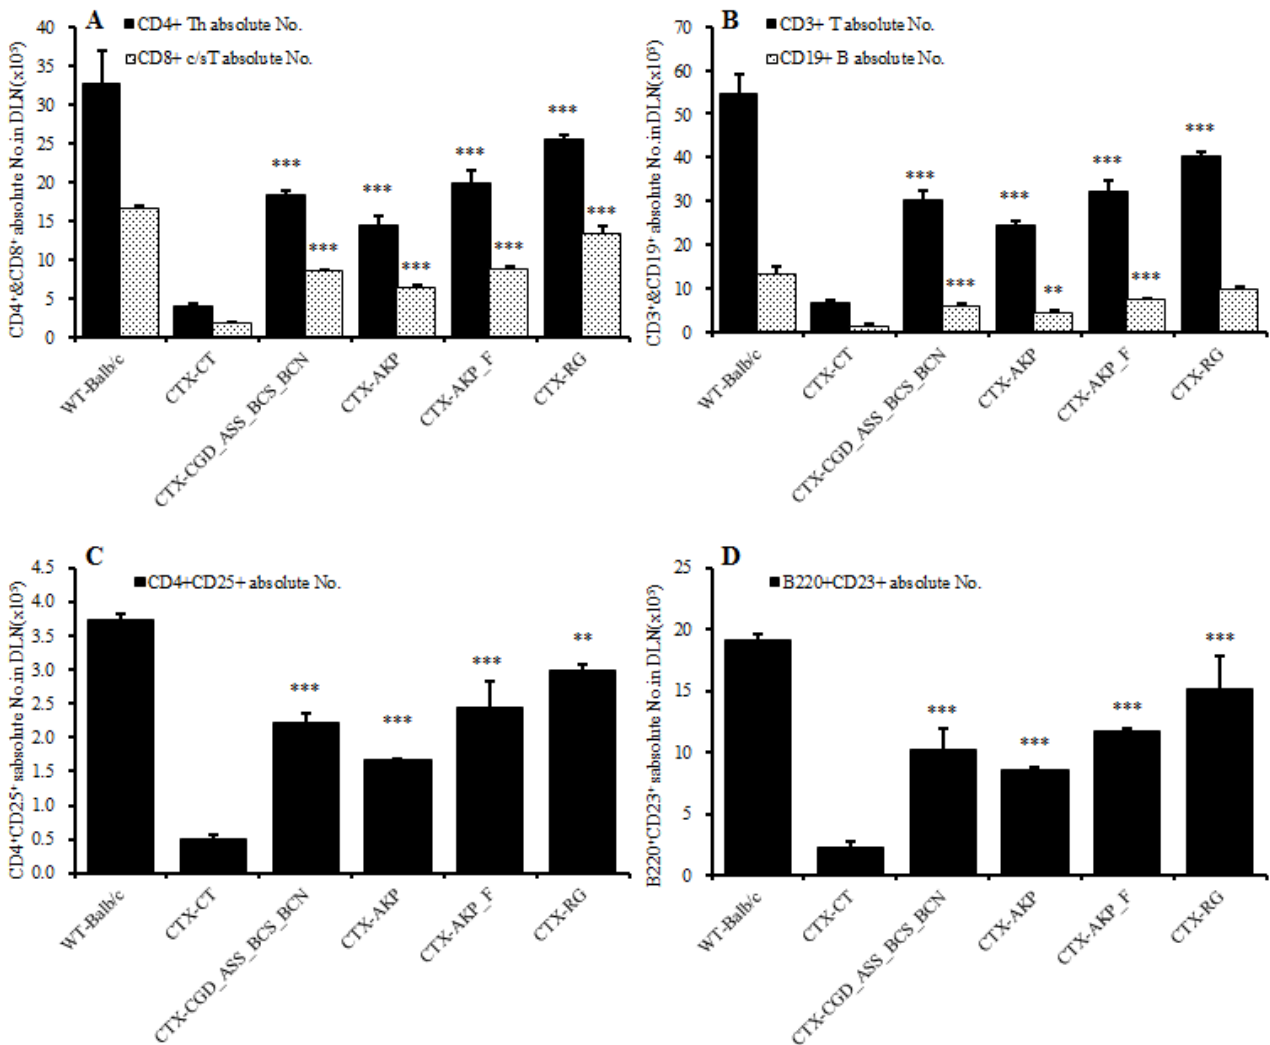 A
CD4+ Th absolute No.
CD8+ c/sT absolute No.
CD4⁺&CD8⁺ absolute No.in DLN(x10⁵)
40
35
30
25
20
15
10
5
0
***
***
***
***
***
***
***
***
WT-Balb/c
CTX-CT
CTX-CGD_ASS_BCS_BCN
CTX-AKP
CTX-AKP_F
CTX-RG
B
CD3+ T absolute No.
CD19+ B absolute No.
CD3⁺&CD19⁺ absolute No.in DLN(x10⁵)
70
60
50
40
30
20
10
0
***
***
***
**
***
***
***
WT-Balb/c
CTX-CT
CTX-CGD_ASS_BCS_BCN
CTX-AKP
CTX-AKP_F
CTX-RG
C
CD4+CD25+ absolute No.
CD4⁺CD25⁺ sabsolute No.in DLN(x10⁵)
4.5
4.0
3.5
3.0
2.5
2.0
1.5
1.0
0.5
0.0
***
***
***
**
WT-Balb/c
CTX-CT
CTX-CGD_ASS_BCS_BCN
CTX-AKP
CTX-AKP_F
CTX-RG
D
B220+CD23+ absolute No.
B220⁺CD23⁺ sabsolute No.in DLN(x10⁵)
25
20
15
10
5
0
***
***
***
***
WT-Balb/c
CTX-CT
CTX-CGD_ASS_BCS_BCN
CTX-AKP
CTX-AKP_F
CTX-RG